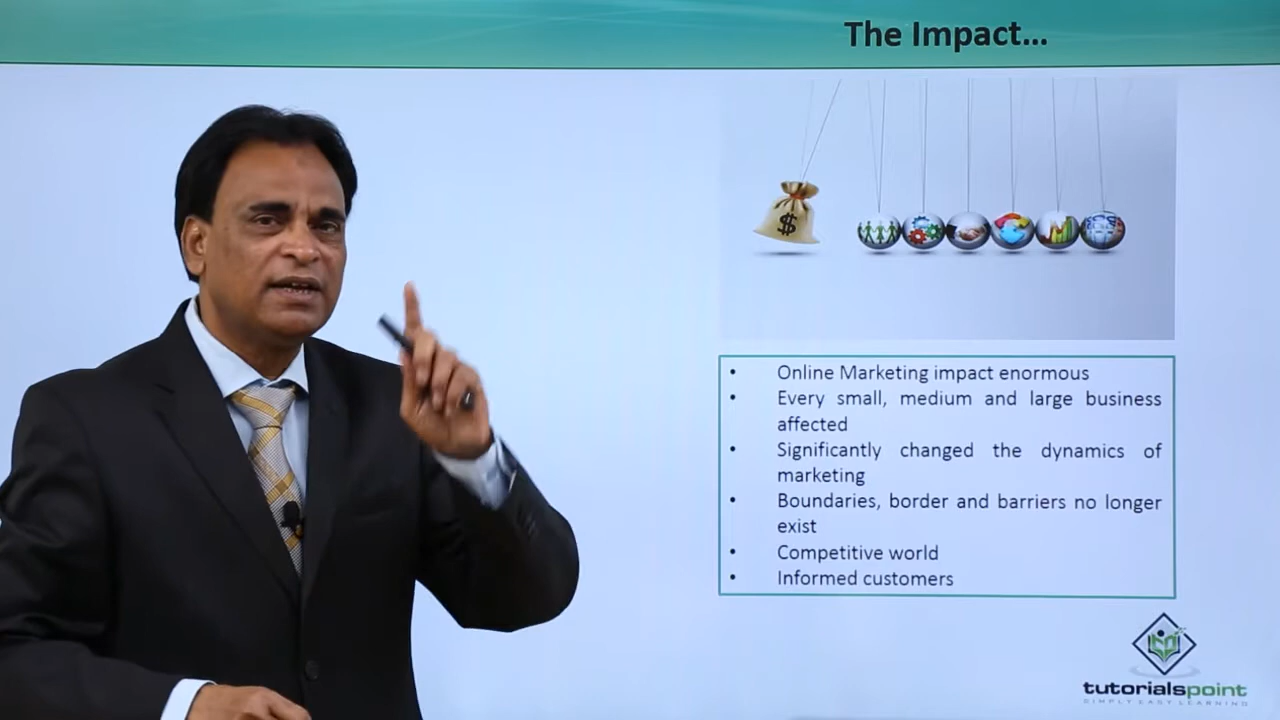 The Impact...
$
• Online Marketing impact enormous
• Every small, medium and large business
affected
• Significantly changed the dynamics of
marketing
• Boundaries, border and barriers no longer
exist
• Competitive world
• Informed customers
tutorialspoint
SIMPLY EASY LEARNING